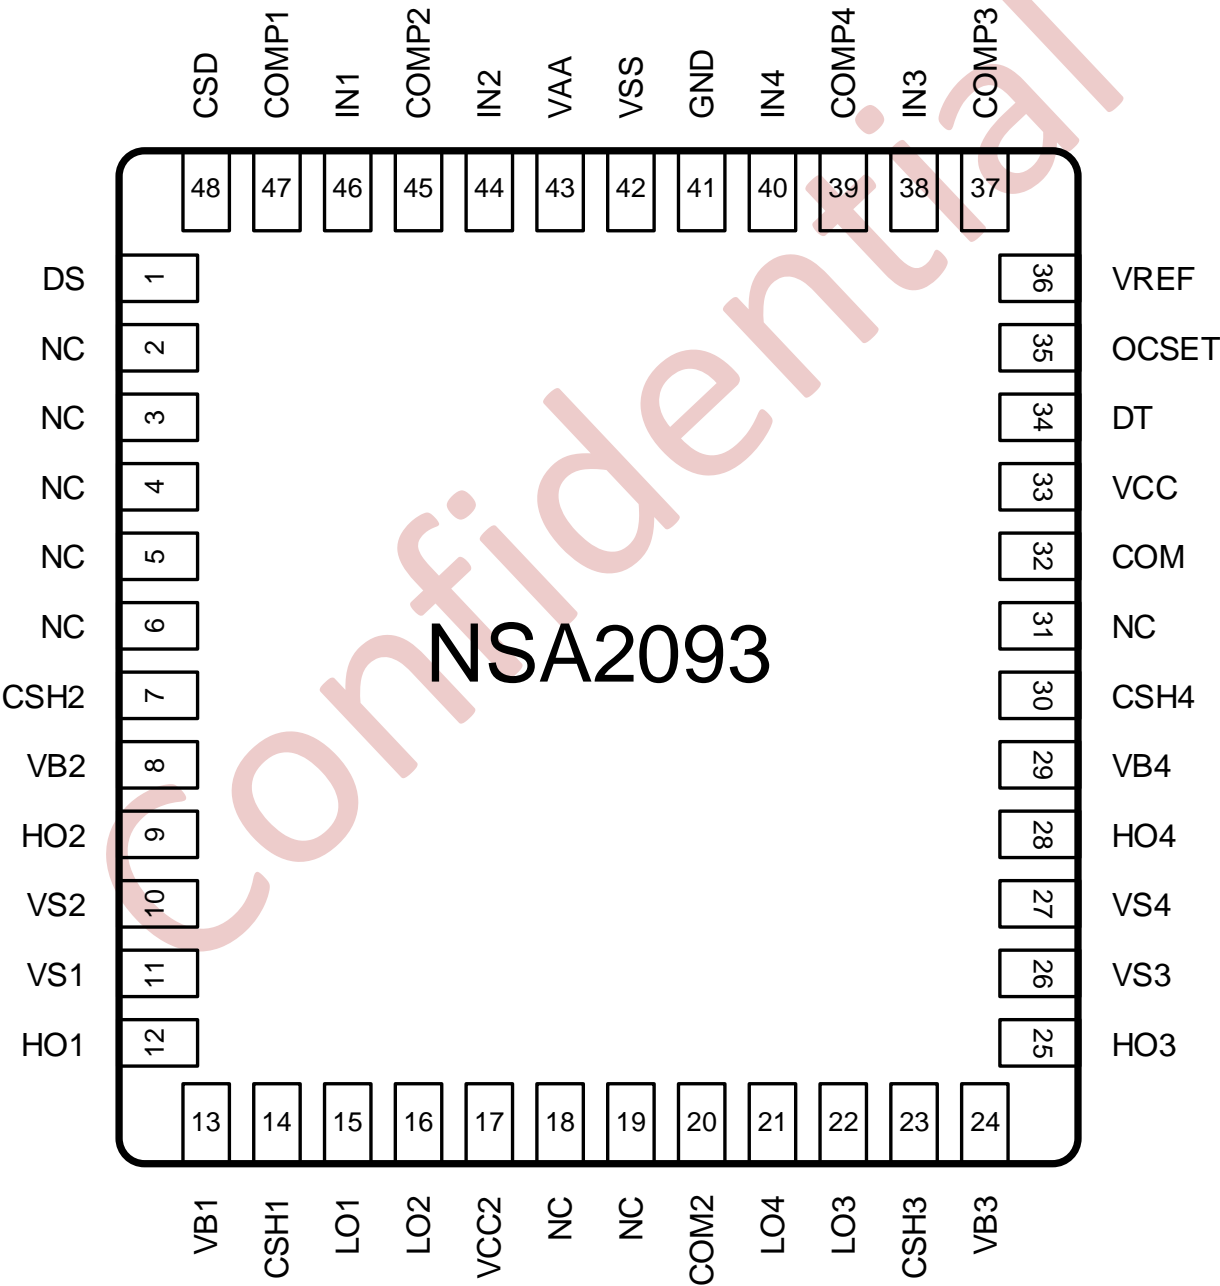 CSD COMP1 IN1 COMP2 IN2 VAA VSS GND IN4 COMP4 IN3 COMP3
48 47 46 45 44 43 42 41 40 39 38 37
DS 1 36 VREF
NC 2 35 OCSET
NC 3 34 DT
NC 4 33 VCC
NC 5 32 COM
NC 6 31 NC
NSA2093
CSH2 7 30 CSH4
VB2 8 29 VB4
HO2 9 28 HO4
VS2 10 27 VS4
VS1 11 26 VS3
HO1 12 25 HO3
13 14 15 16 17 18 19 20 21 22 23 24
VB1 CSH1 LO1 LO2 VCC2 NC NC COM2 LO4 LO3 CSH3 VB3
Confidential